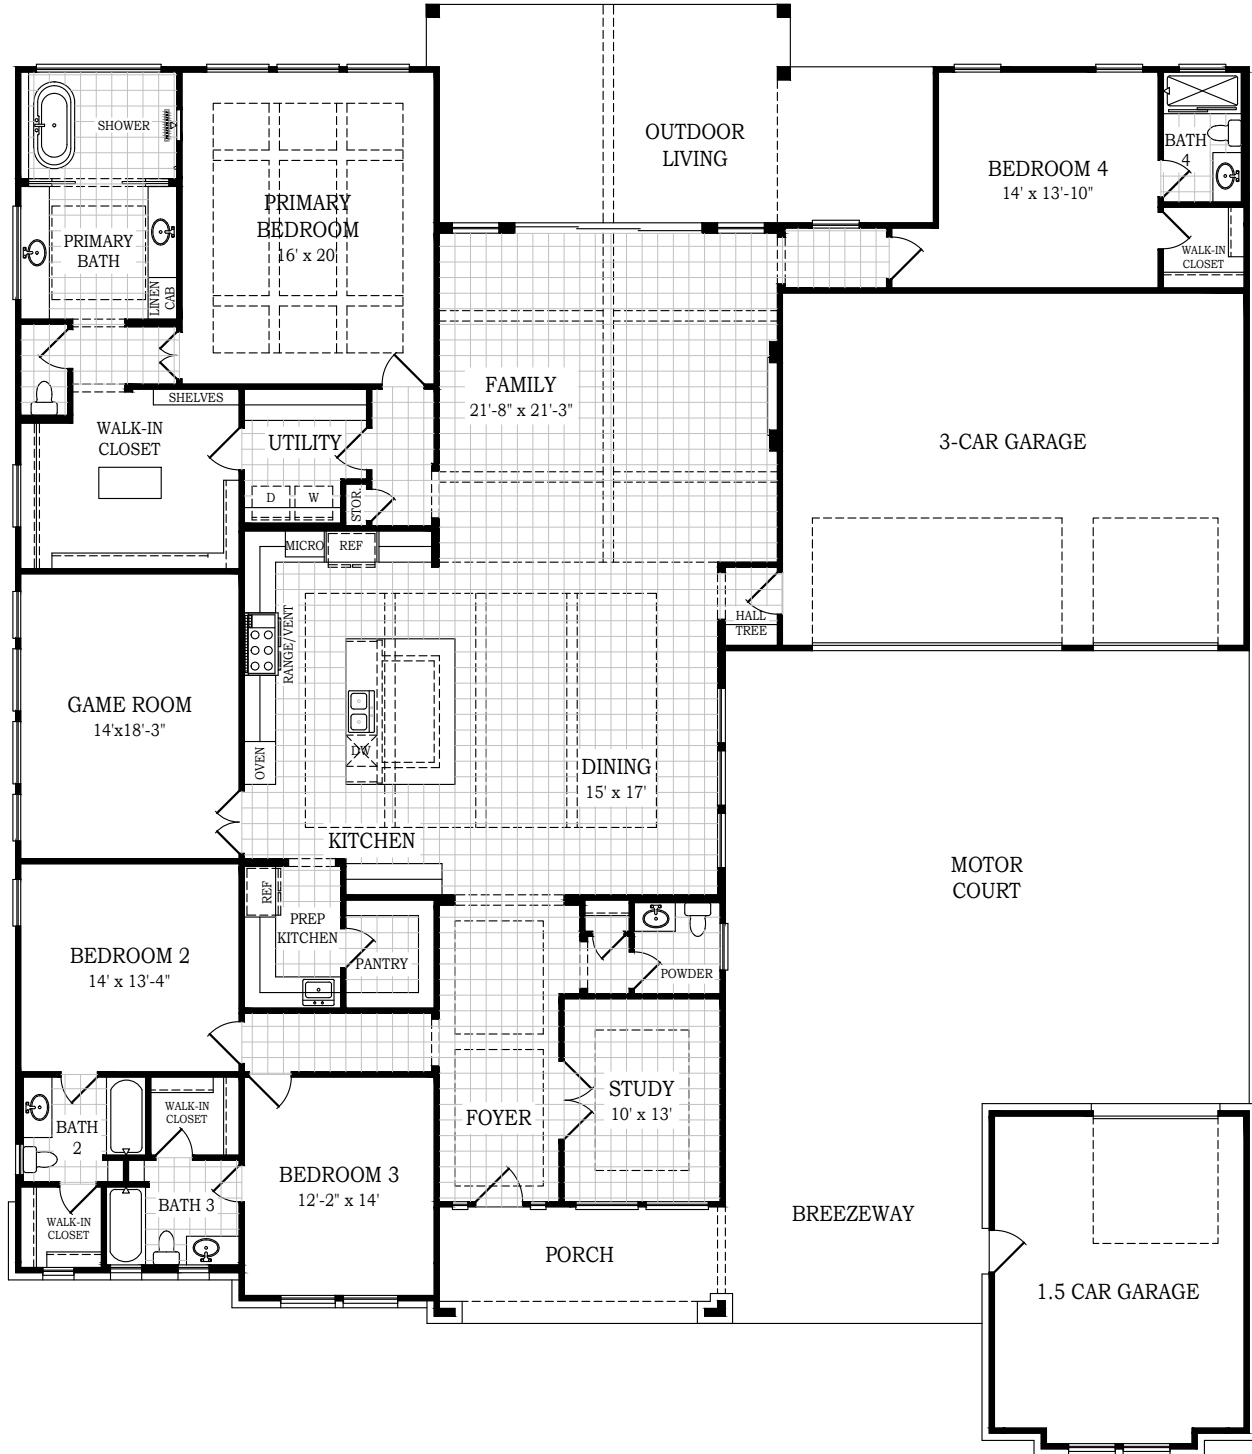 OUTDOOR
LIVING
SHOWER
BATH
4
BEDROOM 4
14' x 13'-10"
PRIMARY
BEDROOM
16' x 20'
PRIMARY
BATH
LINEN
CAB
WALK-IN
CLOSET
SHELVES
FAMILY
21'-8" x 21'-3"
WALK-IN
CLOSET
UTILITY
3-CAR GARAGE
D
W
STOR.
MICRO
REF
RANGE/VENT
HALL
TREE
GAME ROOM
14'x18'-3"
DW
OVEN
DINING
15' x 17'
KITCHEN
MOTOR
COURT
REF
PREP
KITCHEN
PANTRY
POWDER
BEDROOM 2
14' x 13'-4"
STUDY
10' x 13'
WALK-IN
CLOSET
BATH
2
FOYER
BEDROOM 3
12'-2" x 14'
BATH 3
WALK-IN
CLOSET
BREEZEWAY
PORCH
1.5 CAR GARAGE